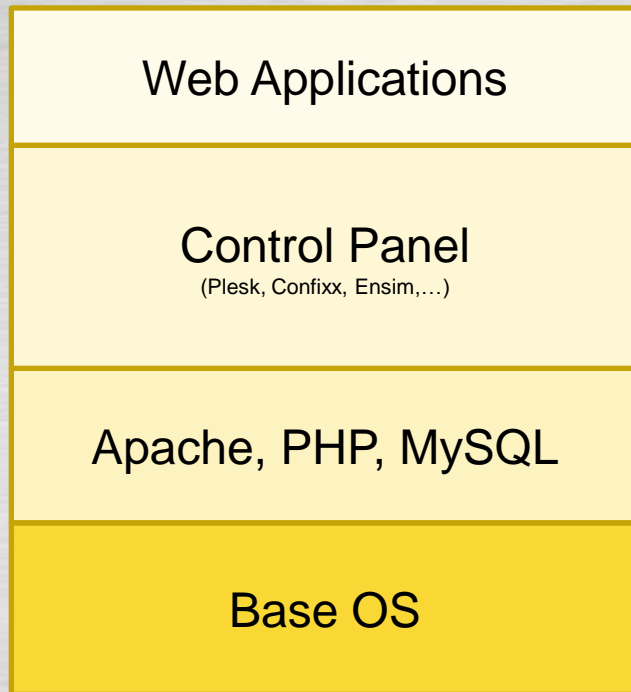 Web Applications
Control Panel
(Plesk, Confixx, Ensim,…)
Apache, PHP, MySQL
Base OS